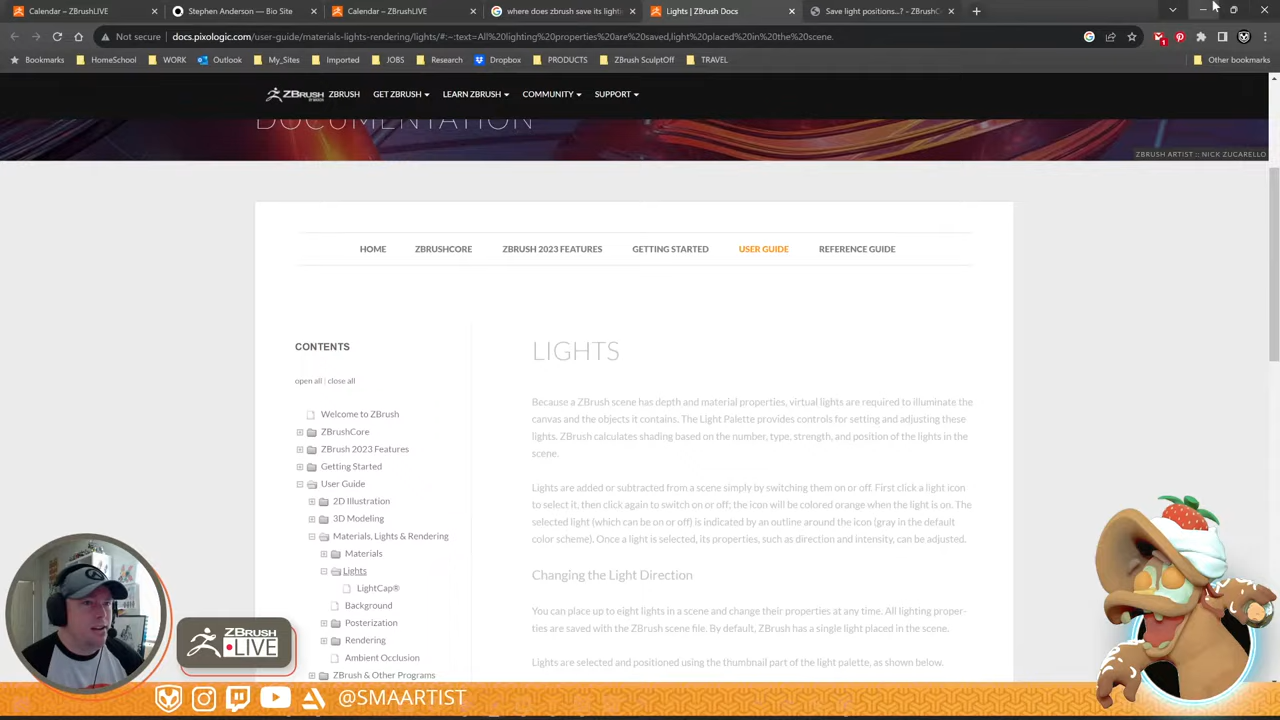 Calendar – ZBrushLIVE
Stephen Anderson — Bio Site
Calendar – ZBrushLIVE
where does zbrush save its lighti
Lights | ZBrush Docs
Save light positions...? - ZBrushC
Not secure docs.pixologic.com/user-guide/materials-lights-rendering/lights/#:~:text=All%20lighting%20properties%20are%20saved,light%20placed%20in%20the%20scene.
Bookmarks HomeSchool WORK Outlook My_Sites Imported JOBS Research Dropbox PRODUCTS ZBrush SculptOff TRAVEL Other bookmarks
ZBRUSH ZBRUSH GET ZBRUSH LEARN ZBRUSH COMMUNITY SUPPORT
DOCUMENTATION
ZBRUSH ARTIST :: NICK ZUCARELLO
HOME ZBRUSHCORE ZBRUSH 2023 FEATURES GETTING STARTED USER GUIDE REFERENCE GUIDE
CONTENTS
open all | close all
Welcome to ZBrush
ZBrushCore
ZBrush 2023 Features
Getting Started
User Guide
2D Illustration
3D Modeling
Materials, Lights & Rendering
Materials
Lights
LightCap®
Background
Posterization
Rendering
Ambient Occlusion
ZBrush & Other Programs
LIGHTS
Because a ZBrush scene has depth and material properties, virtual lights are required to illuminate the
canvas and the objects it contains. The Light Palette provides controls for setting and adjusting these
lights. ZBrush calculates shading based on the number, type, strength, and position of the lights in the
scene.
Lights are added or subtracted from a scene simply by switching them on or off. First click a light icon
to select it, then click again to switch on or off; the icon will be colored orange when the light is on. The
selected light (which can be on or off) is indicated by an outline around the icon (gray in the default
color scheme). Once a light is selected, its properties, such as direction and intensity, can be adjusted.
Changing the Light Direction
You can place up to eight lights in a scene and change their properties at any time. All lighting proper-
ties are saved with the ZBrush scene file. By default, ZBrush has a single light placed in the scene.
Lights are selected and positioned using the thumbnail part of the light palette, as shown below.
ZBRUSH
LIVE
@SMAARTIST